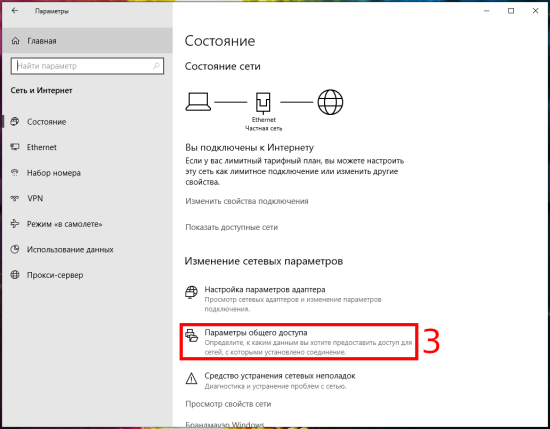 Параметры
Главная
Найти параметр
Сеть и Интернет
Состояние
Ethernet
Набор номера
VPN
Режим «в самолете»
Использование данных
Прокси-сервер
Состояние
Состояние сети
Ethernet
Частная сеть
Вы подключены к Интернету
Если у вас лимитный тарифный план, вы можете настроить
эту сеть как лимитное подключение или изменить другие
свойства.
Изменить свойства подключения
Показать доступные сети
Изменение сетевых параметров
Настройка параметров адаптера
Просмотр сетевых адаптеров и изменение параметров
подключения.
Параметры общего доступа
Определите, к каким данным вы хотите предоставить доступ для
сетей, с которыми установлено соединение.
3
Средство устранения сетевых неполадок
Диагностика и устранение проблем с сетью.
Просмотр свойств сети
Брандмауэр Windows